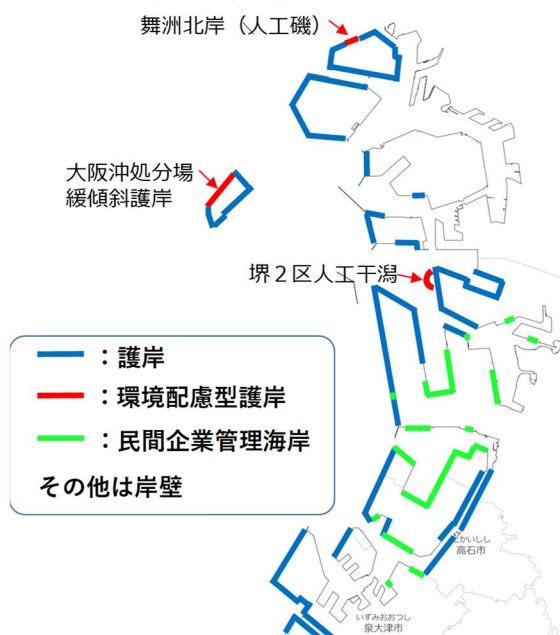 舞洲北岸（人工磯）
大阪沖処分場
緩傾斜護岸
堺２区人工干潟
：護岸
：環境配慮型護岸
：民間企業管理海岸
その他は岸壁
たかいしし
高石市
いずみおおつし
泉大津市